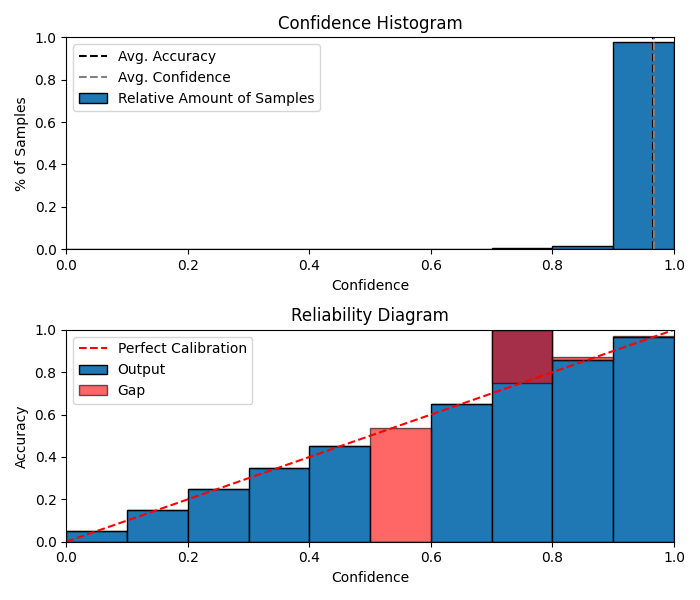 Confidence Histogram
1.0
0.8
0.6
0.4
0.2
0.0
% of Samples
Avg. Accuracy
Avg. Confidence
Relative Amount of Samples
0.0 0.2 0.4 0.6 0.8 1.0
Confidence
Reliability Diagram
1.0
0.8
0.6
0.4
0.2
0.0
Accuracy
Perfect Calibration
Output
Gap
0.0 0.2 0.4 0.6 0.8 1.0
Confidence